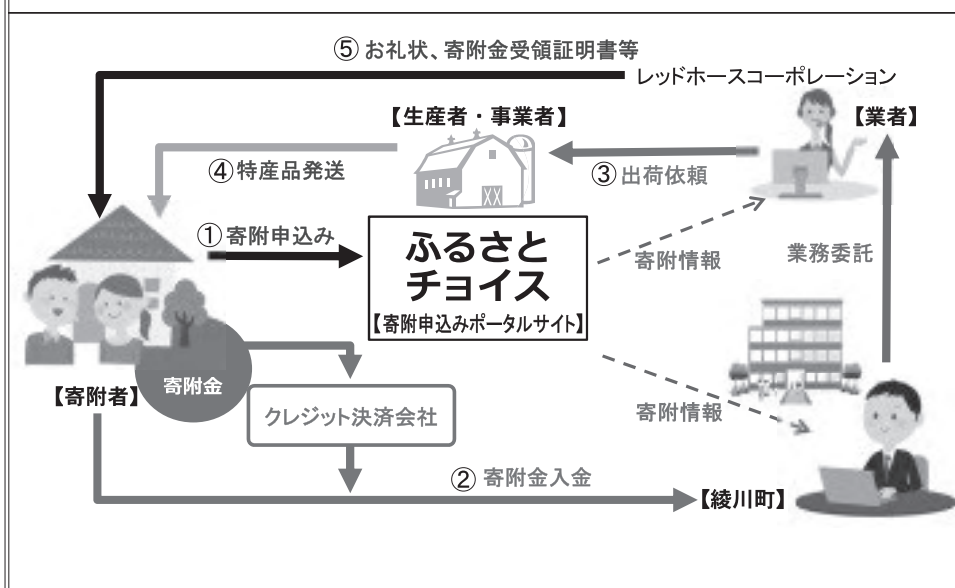 ⑤お礼状、寄附金受領証明書等
レッドホースコーポレーション
【生産者・事業者】
【業者】
④特産品発送
③出荷依頼
①寄附申込み
ふるさと
チョイス
【寄附申込みポータルサイト】
寄附情報
業務委託
寄附金
【寄附者】
クレジット決済会社
寄附情報
②寄附金入金
【綾川町】